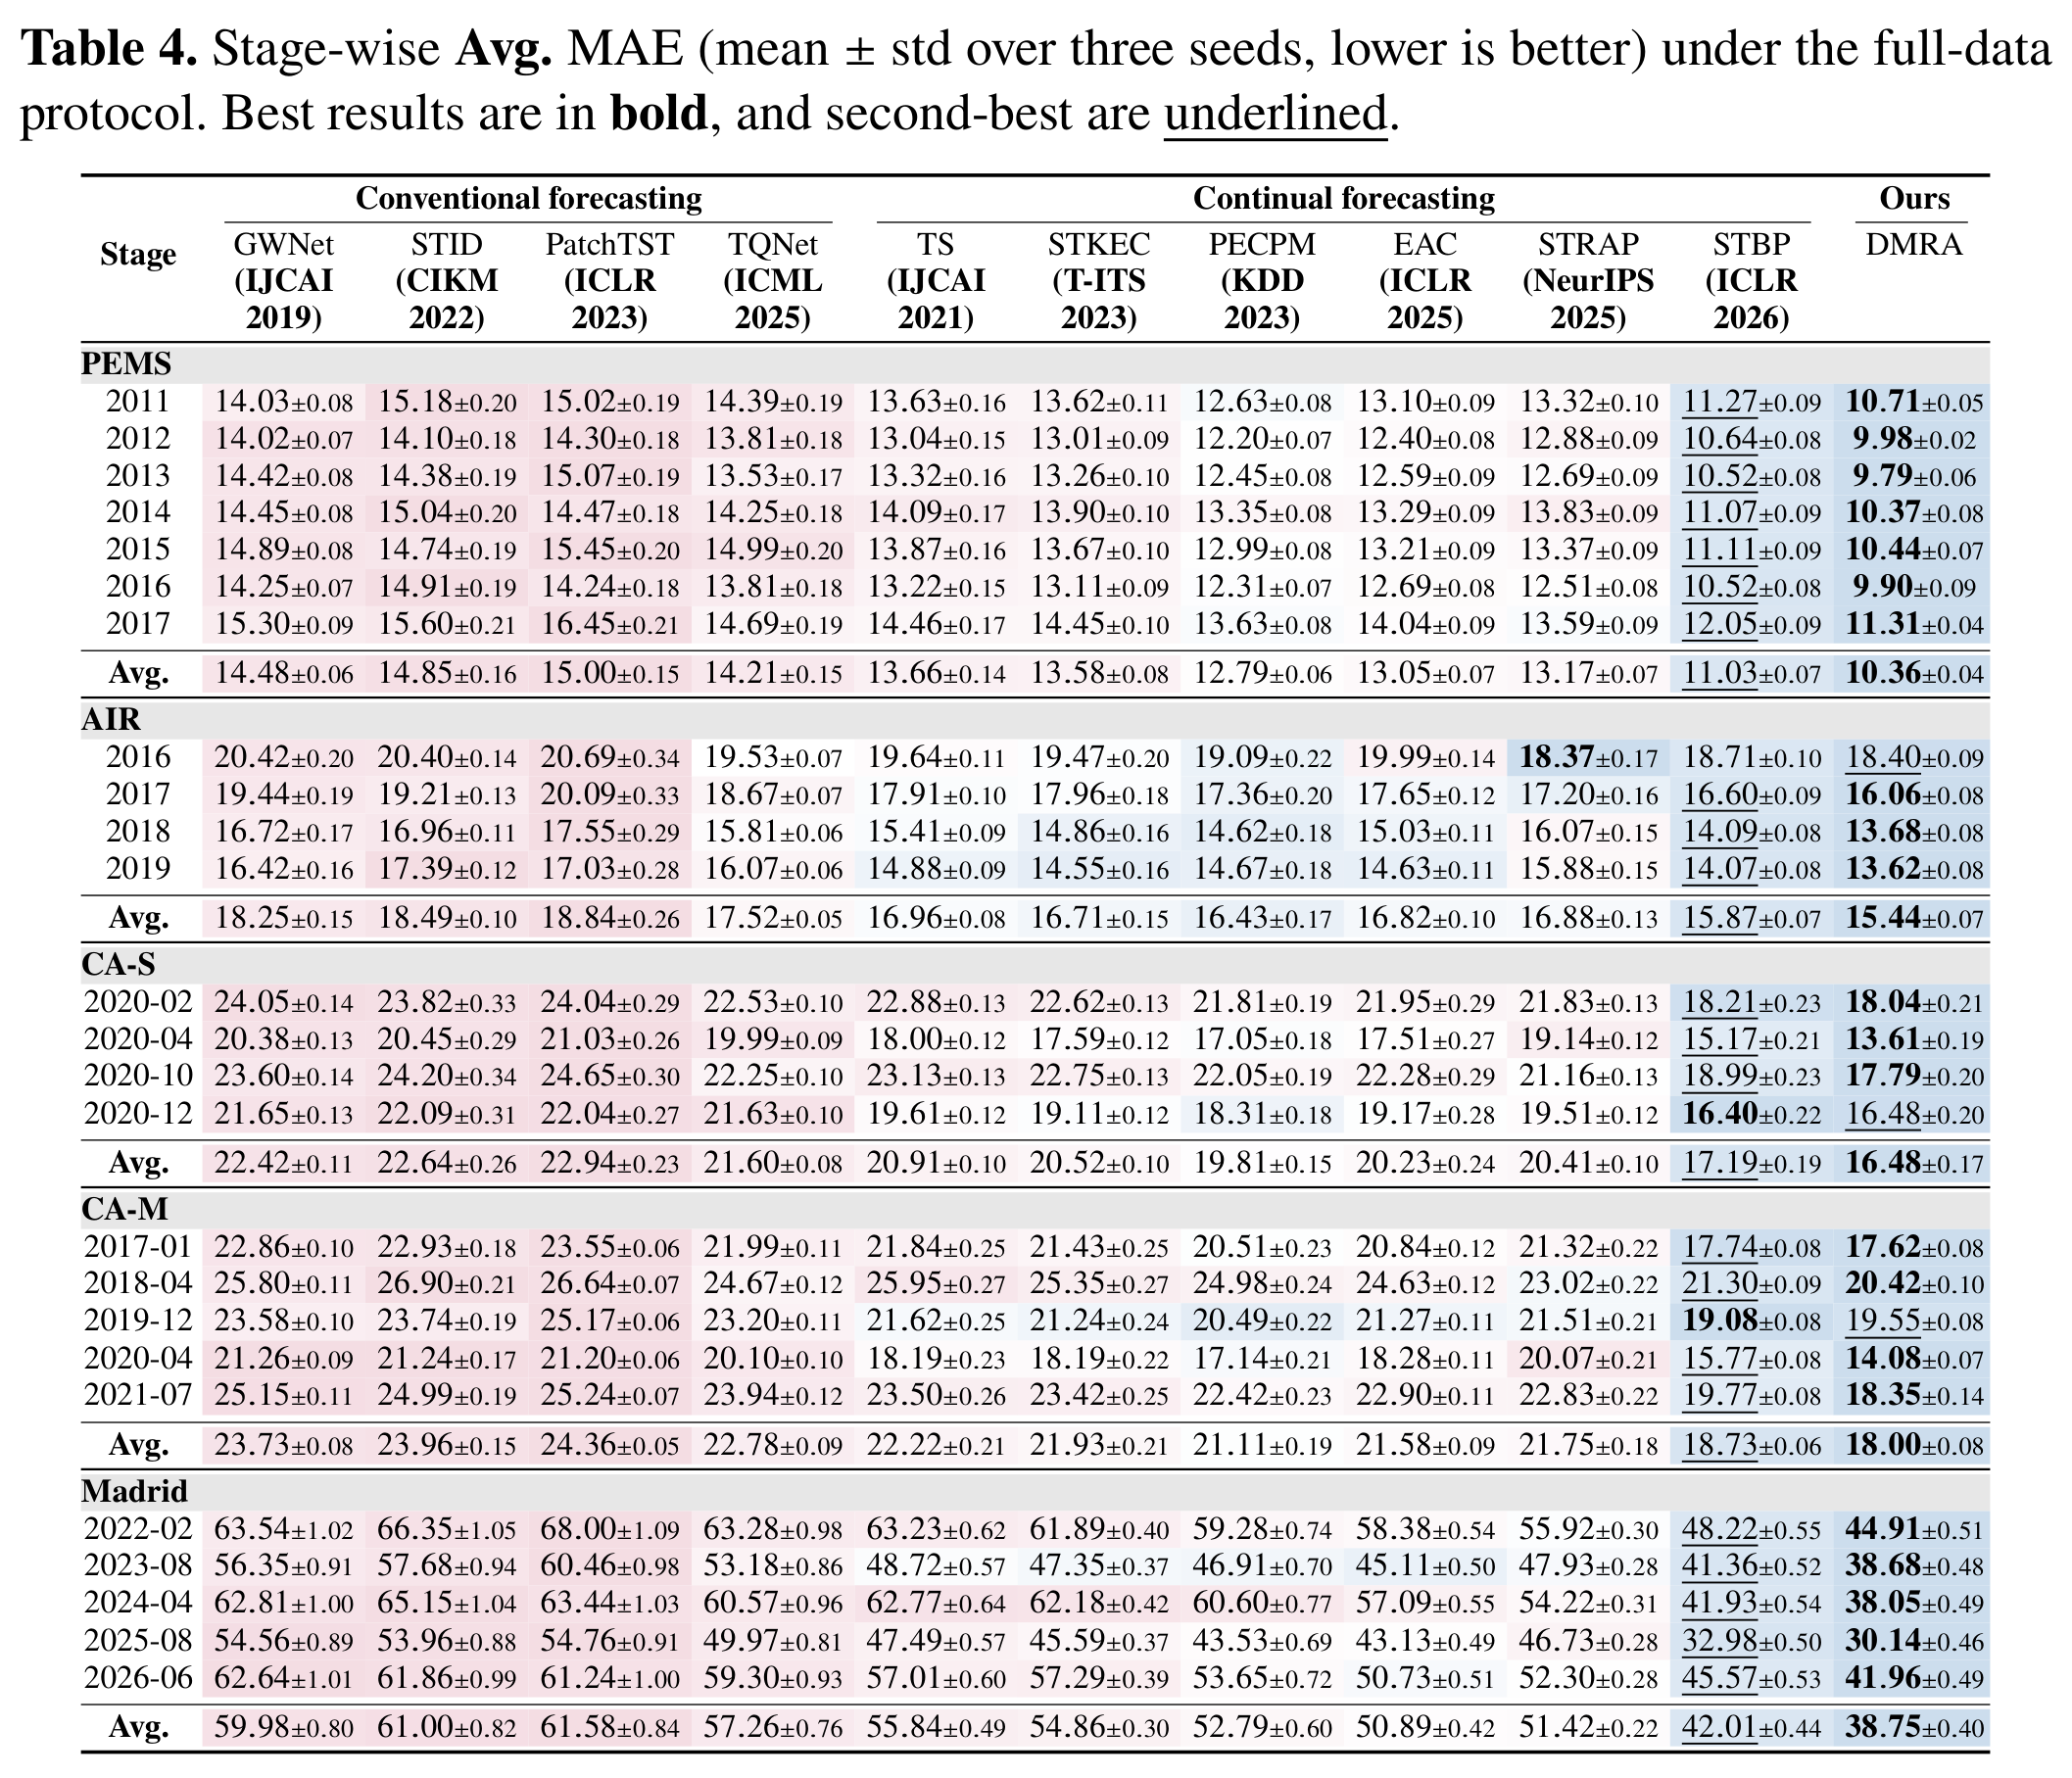 Table 4. Stage-wise Avg. MAE (mean ± std over three seeds, lower is better) under the full-data
protocol. Best results are in bold, and second-best are underlined.
Conventional forecasting Continual forecasting Ours
Stage GWNet STID PatchTST TQNet TS STKEC PECPM EAC STRAP STBP DMRA
(IJCAI (CIKM (ICLR (ICML (IJCAI (T-ITS (KDD (ICLR (NeurIPS (ICLR
2019) 2022) 2023) 2025) 2021) 2023) 2023) 2025) 2025) 2026)
PEMS
2011 14.03±0.08 15.18±0.20 15.02±0.19 14.39±0.19 13.63±0.16 13.62±0.11 12.63±0.08 13.10±0.09 13.32±0.10 11.27±0.09 10.71±0.05
2012 14.02±0.07 14.10±0.18 14.30±0.18 13.81±0.18 13.04±0.15 13.01±0.09 12.20±0.07 12.40±0.08 12.88±0.09 10.64±0.08 9.98±0.02
2013 14.42±0.08 14.38±0.19 15.07±0.19 13.53±0.17 13.32±0.16 13.26±0.10 12.45±0.08 12.59±0.09 12.69±0.09 10.52±0.08 9.79±0.06
2014 14.45±0.08 15.04±0.20 14.47±0.18 14.25±0.18 14.09±0.17 13.90±0.10 13.35±0.08 13.29±0.09 13.83±0.09 11.07±0.09 10.37±0.08
2015 14.89±0.08 14.74±0.19 15.45±0.20 14.99±0.20 13.87±0.16 13.67±0.10 12.99±0.08 13.21±0.09 13.37±0.09 11.11±0.09 10.44±0.07
2016 14.25±0.07 14.91±0.19 14.24±0.18 13.81±0.18 13.22±0.15 13.11±0.09 12.31±0.07 12.69±0.08 12.51±0.08 10.52±0.08 9.90±0.09
2017 15.30±0.09 15.60±0.21 16.45±0.21 14.69±0.19 14.46±0.17 14.45±0.10 13.63±0.08 14.04±0.09 13.59±0.09 12.05±0.09 11.31±0.04
Avg. 14.48±0.06 14.85±0.16 15.00±0.15 14.21±0.15 13.66±0.14 13.58±0.08 12.79±0.06 13.05±0.07 13.17±0.07 11.03±0.07 10.36±0.04
AIR
2016 20.42±0.20 20.40±0.14 20.69±0.34 19.53±0.07 19.64±0.11 19.47±0.20 19.09±0.22 19.99±0.14 18.37±0.17 18.71±0.10 18.40±0.09
2017 19.44±0.19 19.21±0.13 20.09±0.33 18.67±0.07 17.91±0.10 17.96±0.18 17.36±0.20 17.65±0.12 17.20±0.16 16.60±0.09 16.06±0.08
2018 16.72±0.17 16.96±0.11 17.55±0.29 15.81±0.06 15.41±0.09 14.86±0.16 14.62±0.18 15.03±0.11 16.07±0.15 14.09±0.08 13.68±0.08
2019 16.42±0.16 17.39±0.12 17.03±0.28 16.07±0.06 14.88±0.09 14.55±0.16 14.67±0.18 14.63±0.11 15.88±0.15 14.07±0.08 13.62±0.08
Avg. 18.25±0.15 18.49±0.10 18.84±0.26 17.52±0.05 16.96±0.08 16.71±0.15 16.43±0.17 16.82±0.10 16.88±0.13 15.87±0.07 15.44±0.07
CA-S
2020-02 24.05±0.14 23.82±0.33 24.04±0.29 22.53±0.10 22.88±0.13 22.62±0.13 21.81±0.19 21.95±0.29 21.83±0.13 18.21±0.23 18.04±0.21
2020-04 20.38±0.13 20.45±0.29 21.03±0.26 19.99±0.09 18.00±0.12 17.59±0.12 17.05±0.18 17.51±0.27 19.14±0.12 15.17±0.21 13.61±0.19
2020-10 23.60±0.14 24.20±0.34 24.65±0.30 22.25±0.10 23.13±0.13 22.75±0.13 22.05±0.19 22.28±0.29 21.16±0.13 18.99±0.23 17.79±0.20
2020-12 21.65±0.13 22.09±0.31 22.04±0.27 21.63±0.10 19.61±0.12 19.11±0.12 18.31±0.18 19.17±0.28 19.51±0.12 16.40±0.22 16.48±0.20
Avg. 22.42±0.11 22.64±0.26 22.94±0.23 21.60±0.08 20.91±0.10 20.52±0.10 19.81±0.15 20.23±0.24 20.41±0.10 17.19±0.19 16.48±0.17
CA-M
2017-01 22.86±0.10 22.93±0.18 23.55±0.06 21.99±0.11 21.84±0.25 21.43±0.25 20.51±0.23 20.84±0.12 21.32±0.22 17.74±0.08 17.62±0.08
2018-04 25.80±0.11 26.90±0.21 26.64±0.07 24.67±0.12 25.95±0.27 25.35±0.27 24.98±0.24 24.63±0.12 23.02±0.22 21.30±0.09 20.42±0.10
2019-12 23.58±0.10 23.74±0.19 25.17±0.06 23.20±0.11 21.62±0.25 21.24±0.24 20.49±0.22 21.27±0.11 21.51±0.21 19.08±0.08 19.55±0.08
2020-04 21.26±0.09 21.24±0.17 21.20±0.06 20.10±0.10 18.19±0.23 18.19±0.22 17.14±0.21 18.28±0.11 20.07±0.21 15.77±0.08 14.08±0.07
2021-07 25.15±0.11 24.99±0.19 25.24±0.07 23.94±0.12 23.50±0.26 23.42±0.25 22.42±0.23 22.90±0.11 22.83±0.22 19.77±0.08 18.35±0.14
Avg. 23.73±0.08 23.96±0.15 24.36±0.05 22.78±0.09 22.22±0.21 21.93±0.21 21.11±0.19 21.58±0.09 21.75±0.18 18.73±0.06 18.00±0.08
Madrid
2022-02 63.54±1.02 66.35±1.05 68.00±1.09 63.28±0.98 63.23±0.62 61.89±0.40 59.28±0.74 58.38±0.54 55.92±0.30 48.22±0.55 44.91±0.51
2023-08 56.35±0.91 57.68±0.94 60.46±0.98 53.18±0.86 48.72±0.57 47.35±0.37 46.91±0.70 45.11±0.50 47.93±0.28 41.36±0.52 38.68±0.48
2024-04 62.81±1.00 65.15±1.04 63.44±1.03 60.57±0.96 62.77±0.64 62.18±0.42 60.60±0.77 57.09±0.55 54.22±0.31 41.93±0.54 38.05±0.49
2025-08 54.56±0.89 53.96±0.88 54.76±0.91 49.97±0.81 47.49±0.57 45.59±0.37 43.53±0.69 43.13±0.49 46.73±0.28 32.98±0.50 30.14±0.46
2026-06 62.64±1.01 61.86±0.99 61.24±1.00 59.30±0.93 57.01±0.60 57.29±0.39 53.65±0.72 50.73±0.51 52.30±0.28 45.57±0.53 41.96±0.49
Avg. 59.98±0.80 61.00±0.82 61.58±0.84 57.26±0.76 55.84±0.49 54.86±0.30 52.79±0.60 50.89±0.42 51.42±0.22 42.01±0.44 38.75±0.40